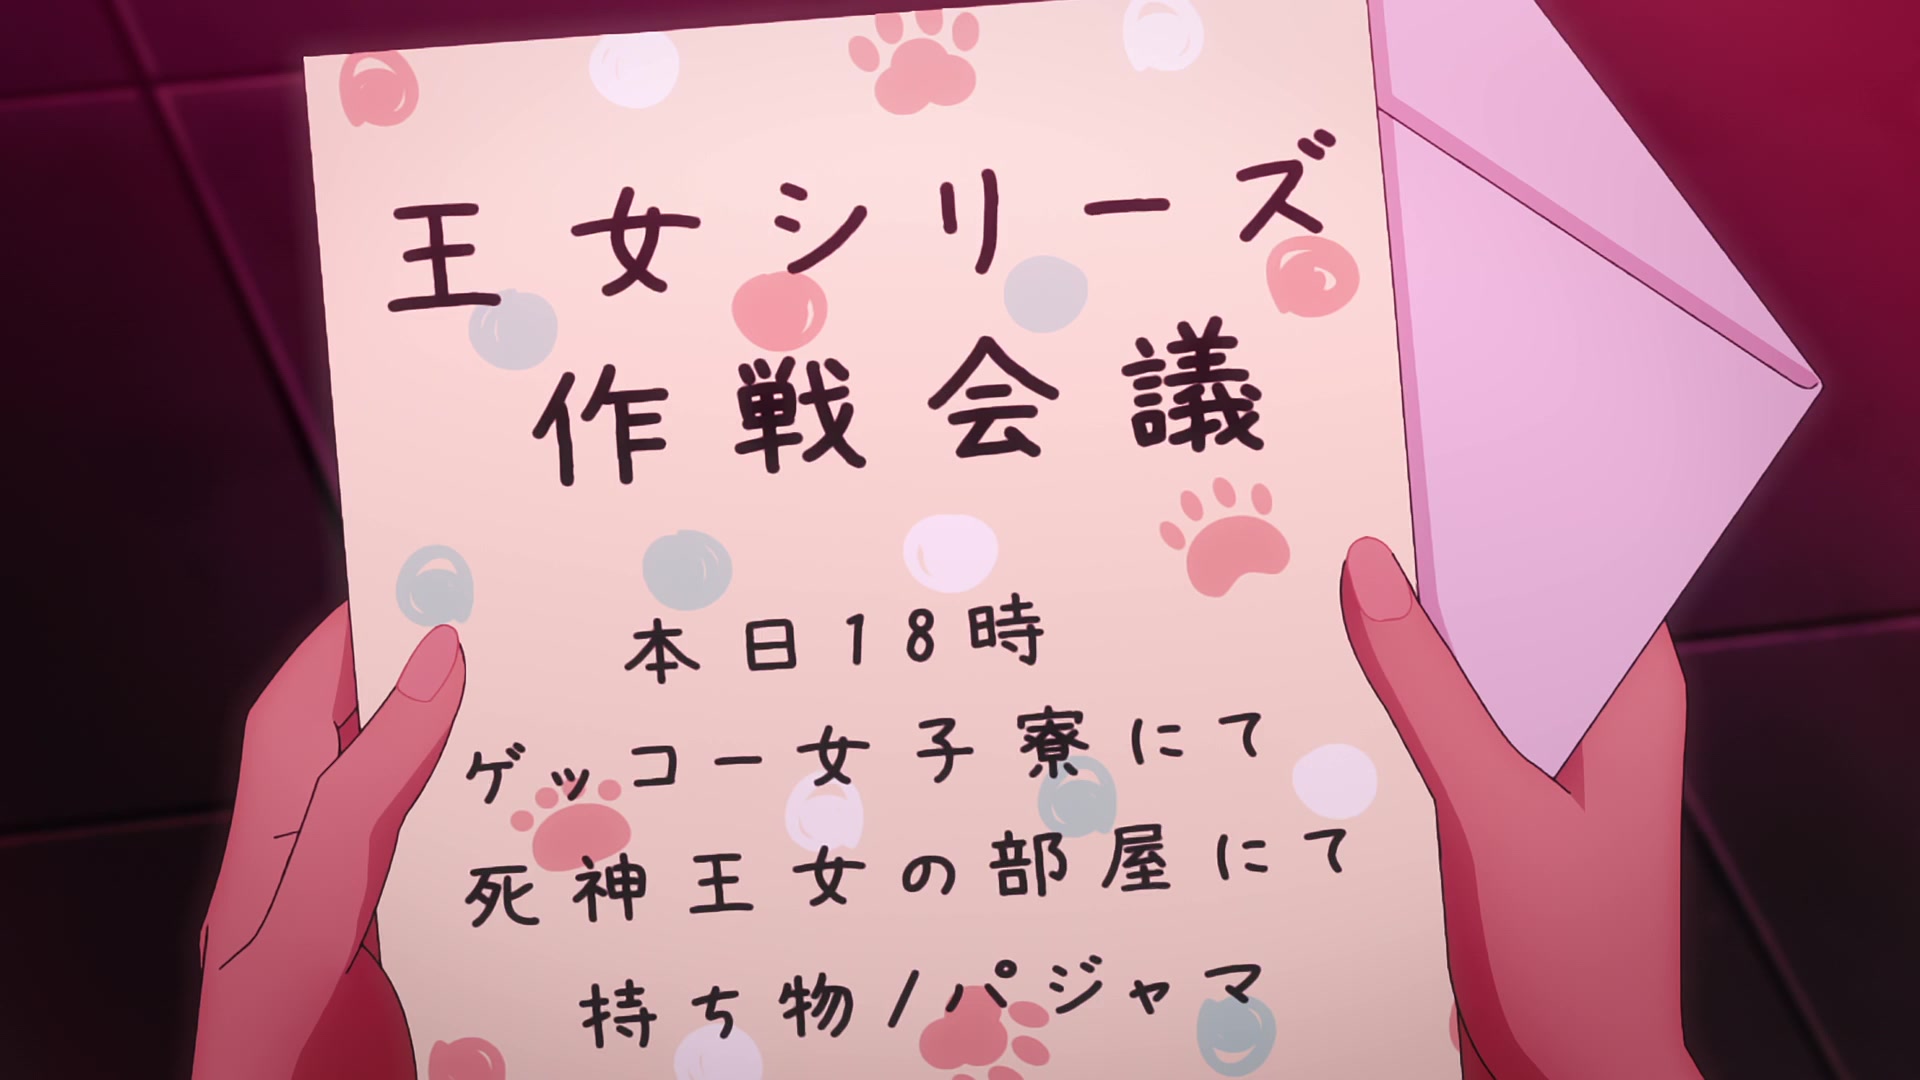 王女シリーズ
作戦会議
本日18時
ゲッコー女子寮にて
死神王女の部屋にて
持ち物/パジャマ